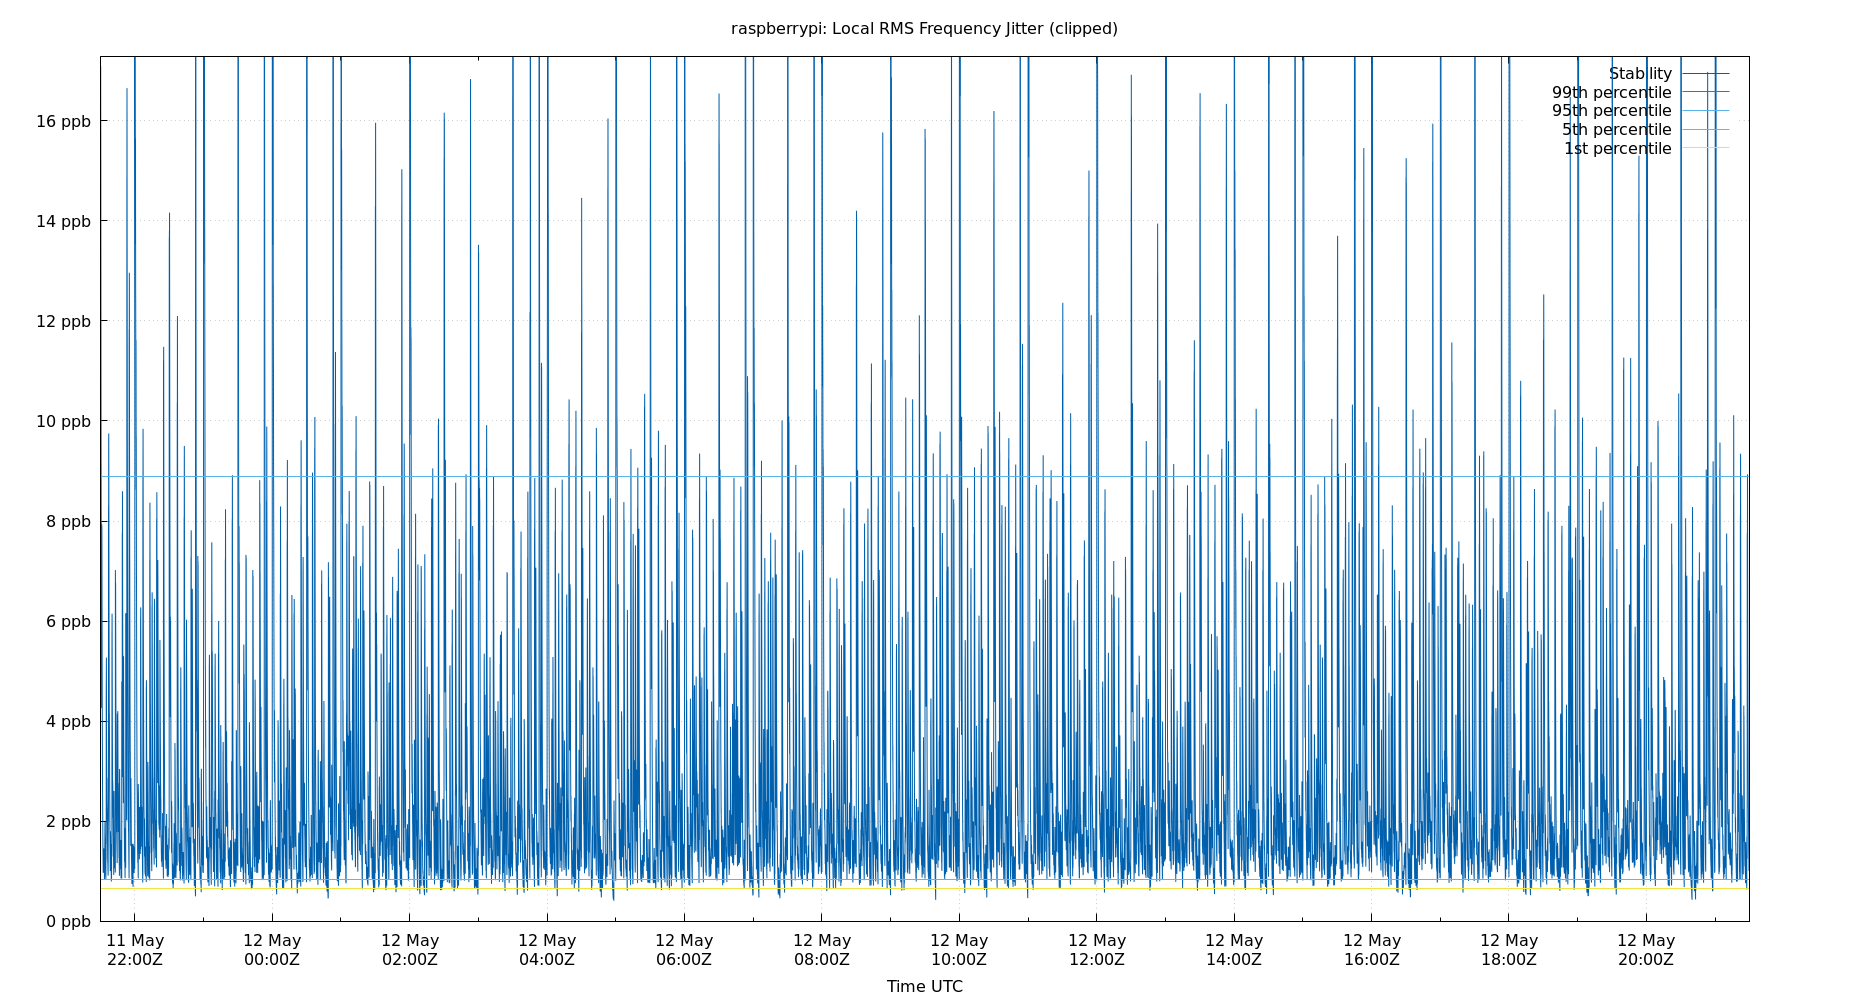 raspberrypi: Local RMS Frequency Jitter (clipped)
Stability
99th percentile
95th percentile
5th percentile
1st percentile
16 ppb
14 ppb
12 ppb
10 ppb
8 ppb
6 ppb
4 ppb
2 ppb
0 ppb
11 May 12 May 12 May 12 May 12 May 12 May 12 May 12 May 12 May 12 May 12 May 12 May
22:00Z 00:00Z 02:00Z 04:00Z 06:00Z 08:00Z 10:00Z 12:00Z 14:00Z 16:00Z 18:00Z 20:00Z
Time UTC